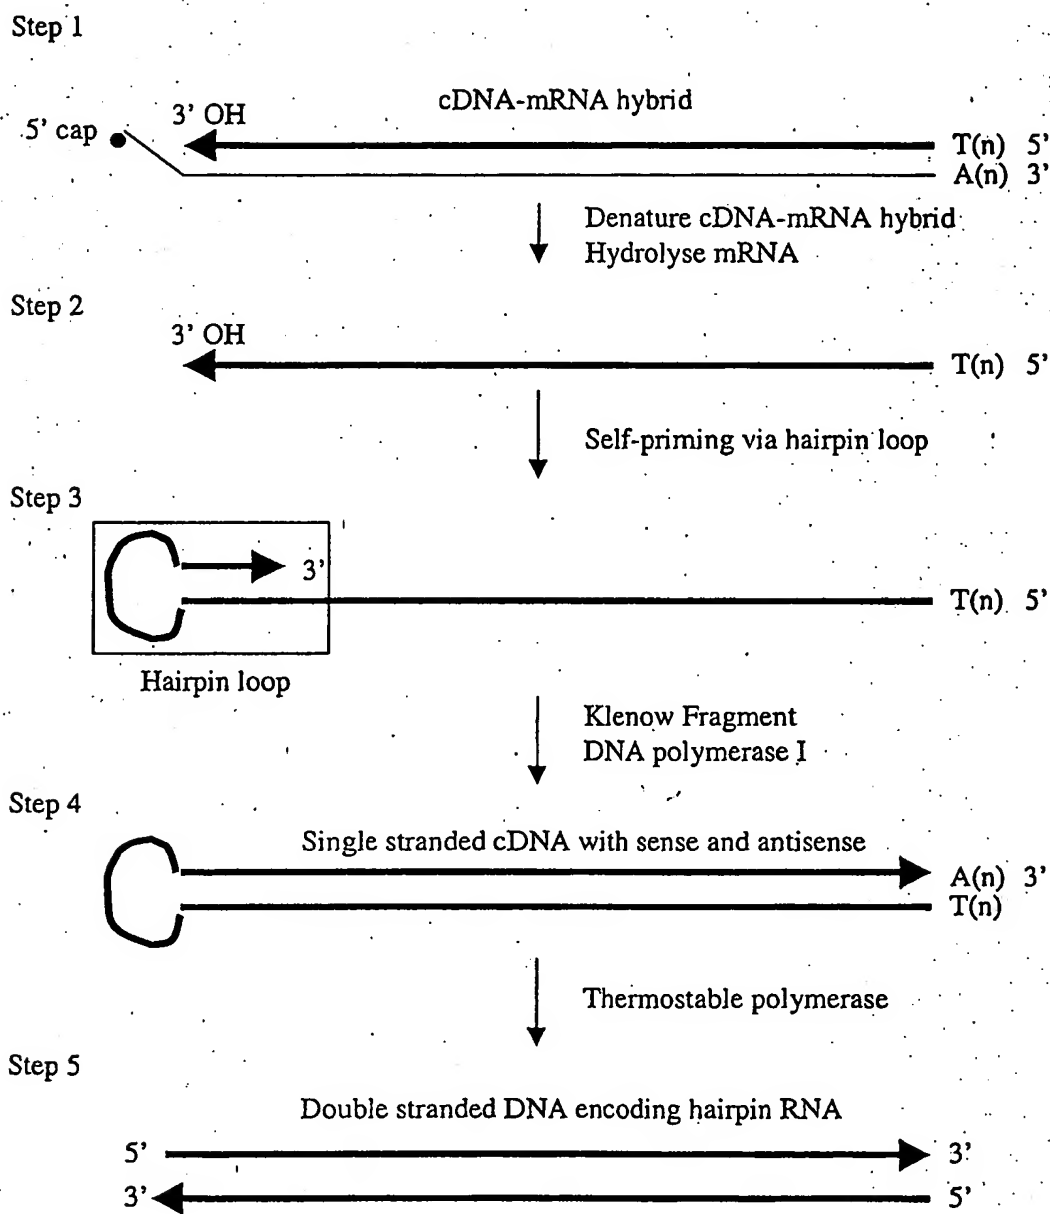 Step 1
cDNA-mRNA hybrid
3' OH
5' cap
T(n) 5'
A(n) 3'
Denature cDNA-mRNA hybrid
Hydrolyse mRNA
Step 2
3' OH
T(n) 5'
Self-priming via hairpin loop
Step 3
3'
T(n) 5'
Hairpin loop
Klenow Fragment
DNA polymerase I
Step 4
Single stranded cDNA with sense and antisense
A(n) 3'
T(n)
Thermostable polymerase
Step 5
Double stranded DNA encoding hairpin RNA
5' 3'
3' 5'